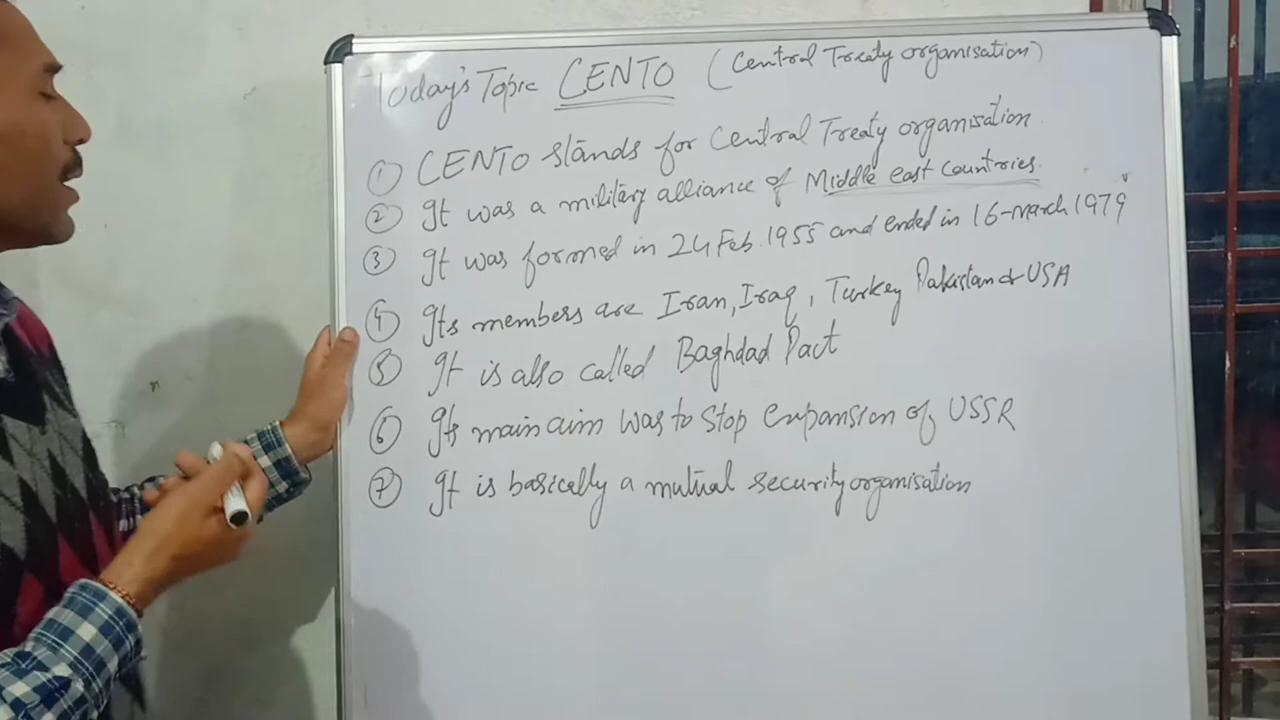 Today's Topic CENTO (Central Treaty organisation)
① CENTO stands for Central Treaty organisation
② It was a military alliance of Middle east Countries.
③ It was formed in 24 Feb. 1955 and ended in 16-march 1979
④ Its members are Iran, Iraq, Turkey Pakistan & USA
⑤ It is also called Baghdad Pact
⑥ Its main aim was to stop expansion of USSR
⑦ It is basically a mutual security organisation